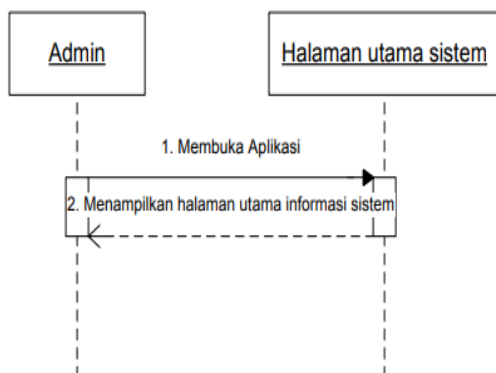 Admin
Halaman utama sistem
1. Membuka Aplikasi
2. Menampilkan halaman utama informasi sistem